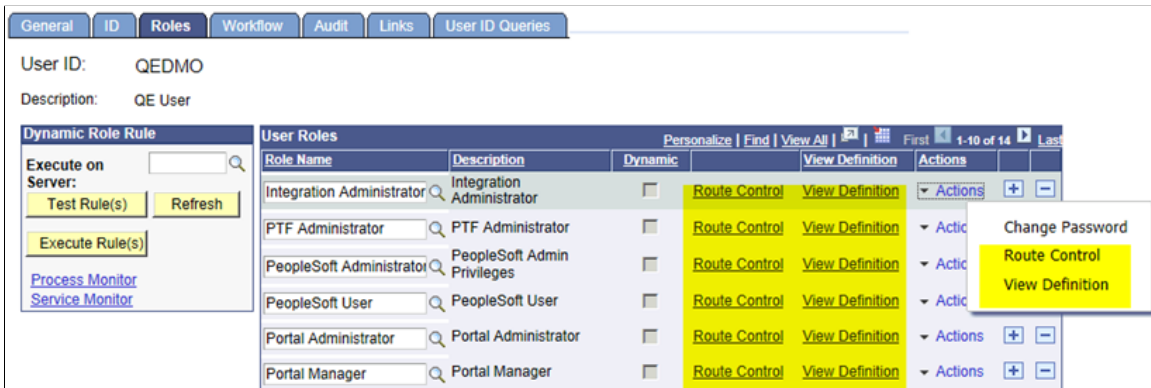 General ID Roles Workflow Audit Links User ID Queries
User ID: QEDMO
Description: QE User
Dynamic Role Rule
Execute on
Server:
Test Rule(s) Refresh
Execute Rule(s)
Process Monitor
Service Monitor
User Roles Personalize | Find | View All | | First 1-10 of 14 Last
Role Name Description Dynamic View Definition Actions
Integration Administrator Integration Administrator Route Control View Definition Actions
PTF Administrator PTF Administrator Route Control View Definition Actio
PeopleSoft Administrator PeopleSoft Admin Privileges Route Control View Definition Actio
PeopleSoft User PeopleSoft User Route Control View Definition Actio
Portal Administrator Portal Administrator Route Control View Definition Actions
Portal Manager Portal Manager Route Control View Definition Actions
Change Password
Route Control
View Definition